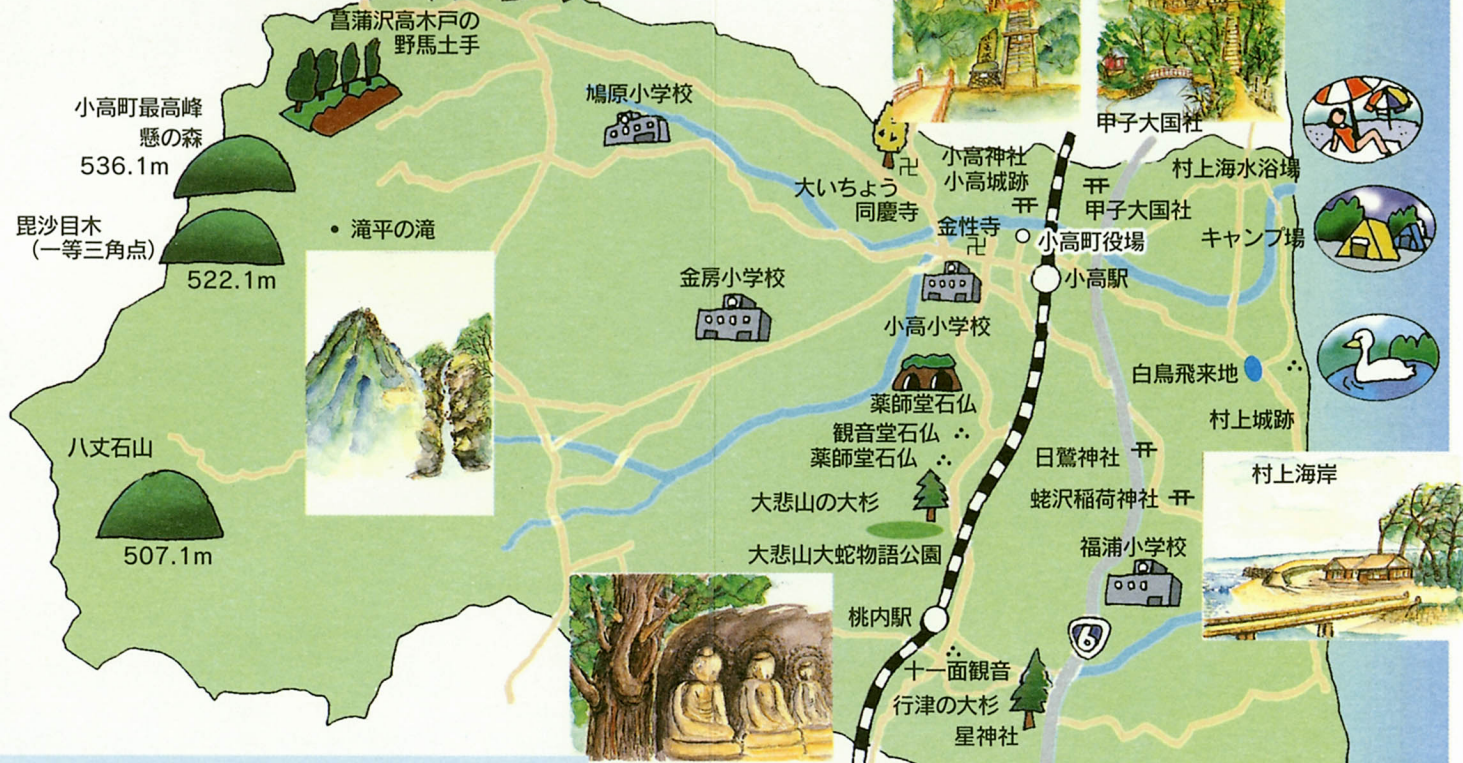 菖蒲沢高木戸の
野馬土手
鳩原小学校
小高町最高峰
懸の森
536.1m
毘沙目木
（一等三角点）
522.1m
滝平の滝
甲子大国社
小高神社
小高城跡
大いちょう
同慶寺
金性寺
甲子大国社
小高町役場
小高駅
村上海水浴場
キャンプ場
金房小学校
小高小学校
白鳥飛来地
村上城跡
薬師堂石仏
観音堂石仏
薬師堂石仏
日鷲神社
八丈石山
507.1m
大悲山の大杉
蛯沢稲荷神社
村上海岸
大悲山大蛇物語公園
福浦小学校
桃内駅
6
十一面観音
行津の大杉
星神社